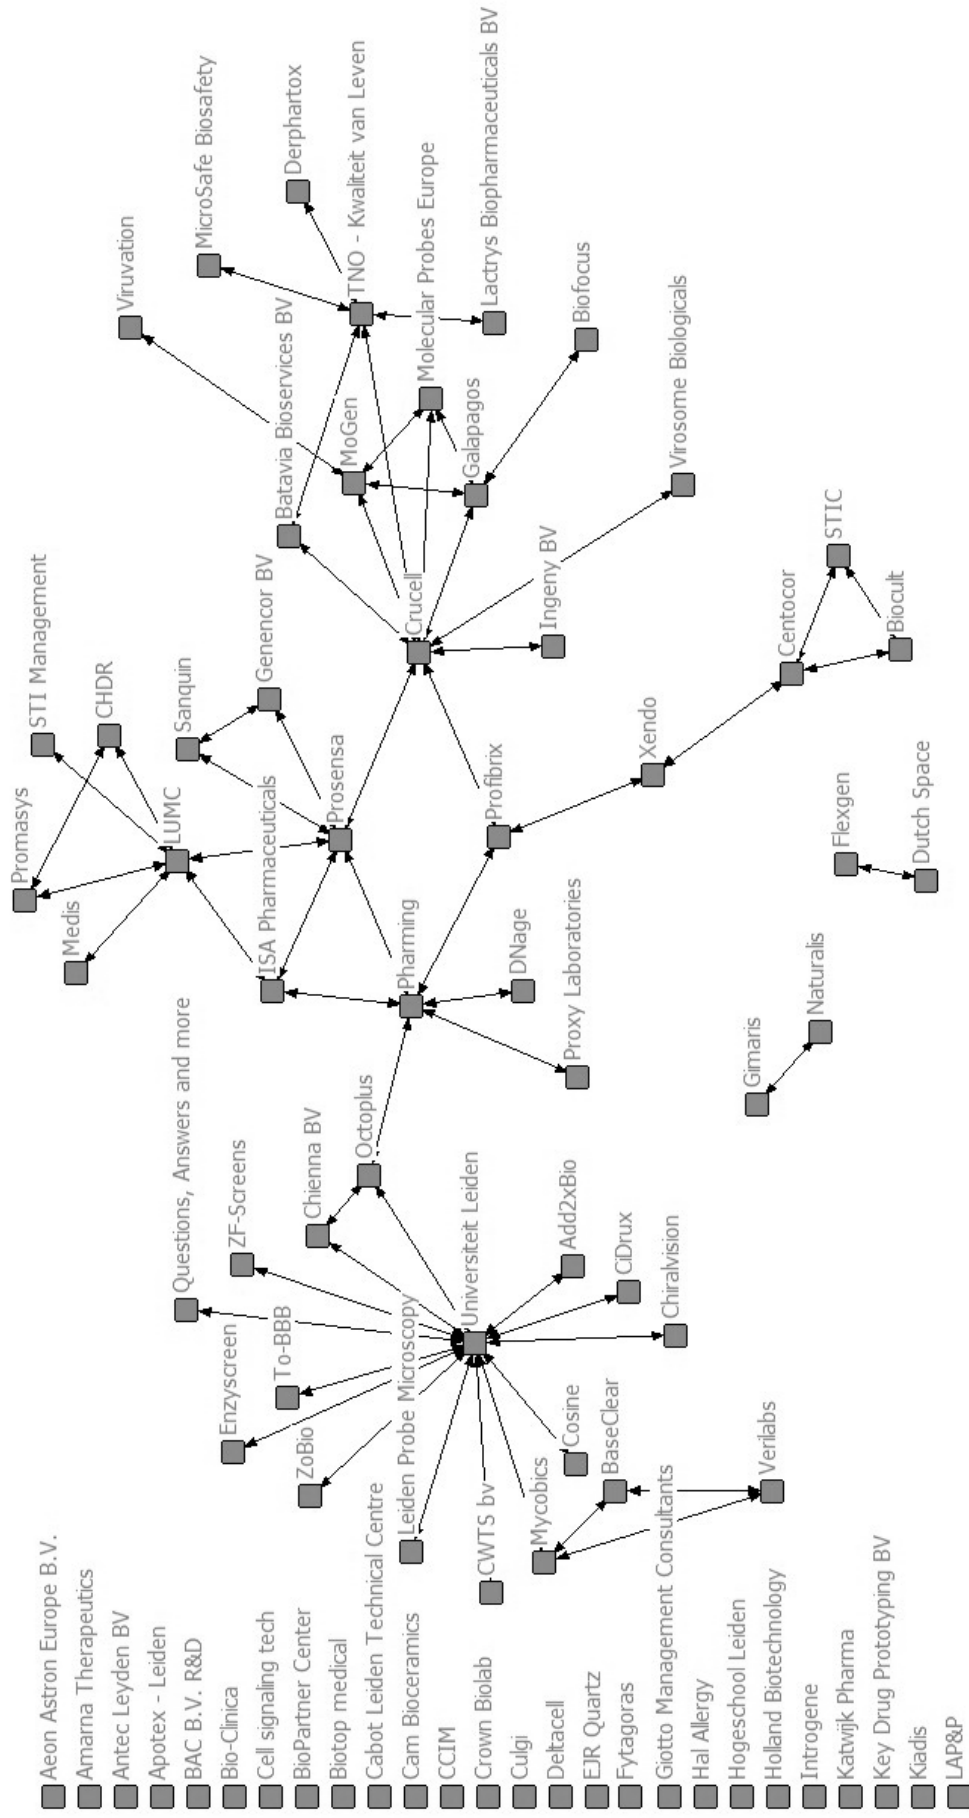 Aeon Astron Europe B.V.
Amarna Therapeutics
Antec Leyden BV
Apotex - Leiden
BAC B.V. R&D
Bio-Clinica
Cell signaling tech
BioPartner Center
Biotop medical
Cabot Leiden Technical Centre
Cam Bioceramics
CCIM
Crown Biolab
Culgi
Deltacell
EJR Quartz
Fytagoras
Giotto Management Consultants
Hal Allergy
Hogeschool Leiden
Holland Biotechnology
Introgene
Katwijk Pharma
Key Drug Prototyping BV
Kiadis
LAP&P
Enzyscreen
ZoBio
To-BBB
Questions, Answers and more
ZF-Screens
Chienna BV
Octoplus
Leiden Probe Microscopy
Universiteit Leiden
CWTS bv
Mycobics
Cosine
BaseClear
Verilabs
Add2xBio
CiDrux
Chiralvision
Promasys
Medis
STI Management
CHDR
LUMC
ISA Pharmaceuticals
Sanquin
Genencor BV
Prosensa
Pharming
DNage
Proxy Laboratories
Profibrix
Xendo
Gimaris
Naturalis
Flexgen
Dutch Space
Centocor
STIC
Biocult
Viruvation
MicroSafe Biosafety
Derphartox
TNO - Kwaliteit van Leven
Batavia Bioservices BV
MoGen
Molecular Probes Europe
Lactrys Biopharmaceuticals BV
Galapagos
Biofocus
Crucell
Ingeny BV
Virosome Biologicals